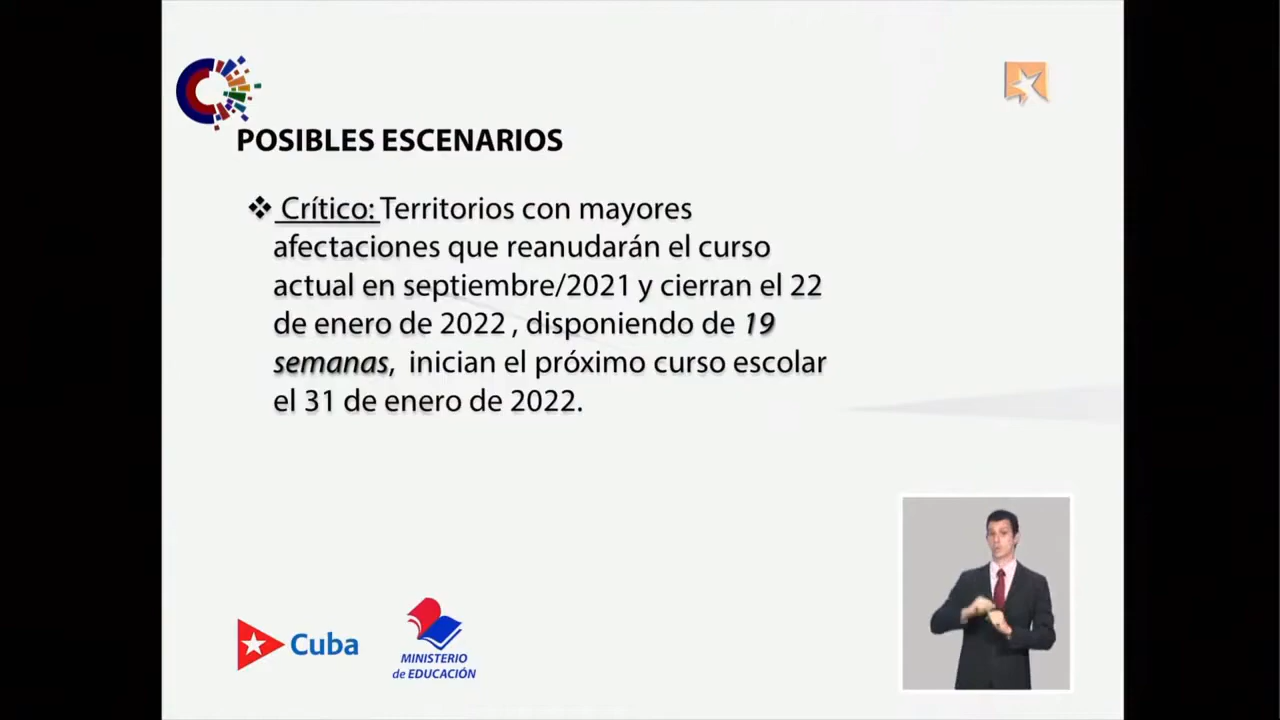 POSIBLES ESCENARIOS
❖ Crítico: Territorios con mayores
afectaciones que reanudarán el curso
actual en septiembre/2021 y cierran el 22
de enero de 2022 , disponiendo de 19
semanas, inician el próximo curso escolar
el 31 de enero de 2022.
Cuba
MINISTERIO
de EDUCACIÓN